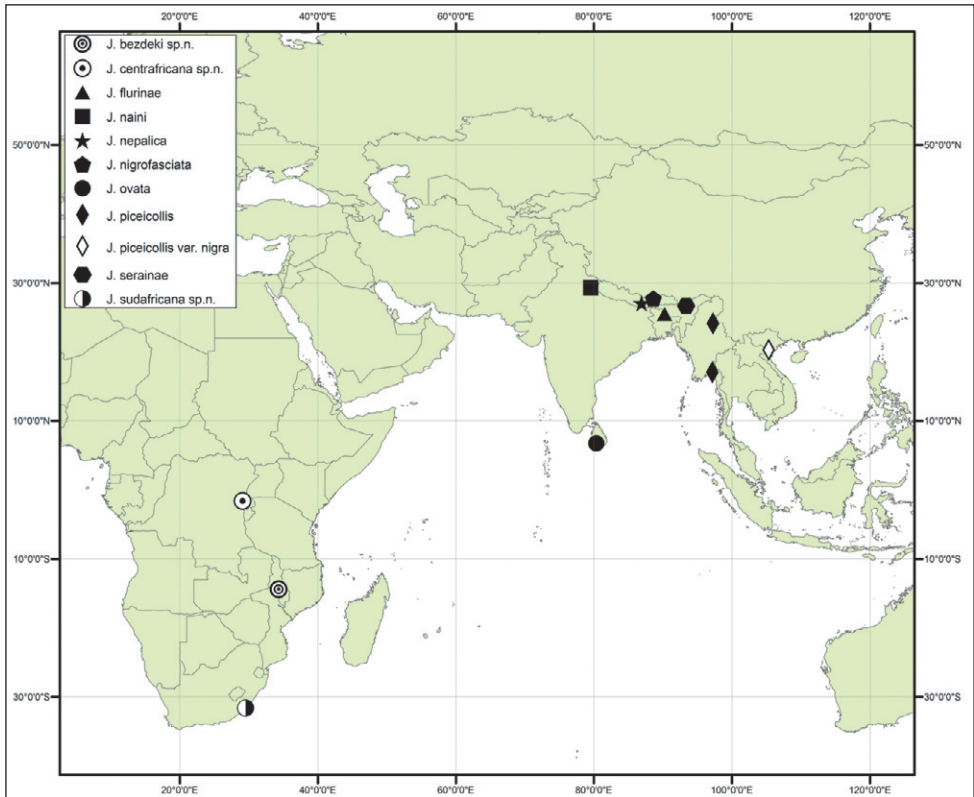 20°0'0"E 40°0'0"E 60°0'0"E 80°0'0"E 100°0'0"E 120°0'0"E
J. bezdeki sp.n.
J. centrafricana sp.n.
J. flurinae
J. naini
J. nepalica
J. nigrofasciata
J. ovata
J. piceicollis
J. piceicollis var. nigra
J. serainae
J. sudafricana sp.n.
50°0'0"N 50°0'0"N
30°0'0"N 30°0'0"N
10°0'0"N 10°0'0"N
10°0'0"S 10°0'0"S
30°0'0"S 30°0'0"S
20°0'0"E 40°0'0"E 60°0'0"E 80°0'0"E 100°0'0"E 120°0'0"E